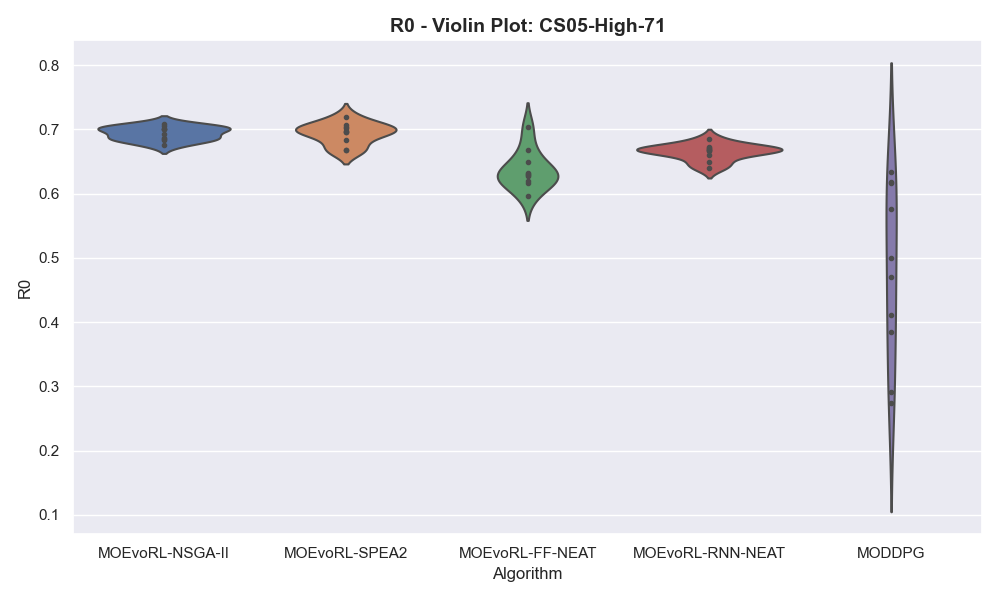 R0 - Violin Plot: CS05-High-71
0.8
0.7
0.6
0.5
0.4
0.3
0.2
0.1
R0
MOEvoRL-NSGA-II
MOEvoRL-SPEA2
MOEvoRL-FF-NEAT
MOEvoRL-RNN-NEAT
MODDPG
Algorithm